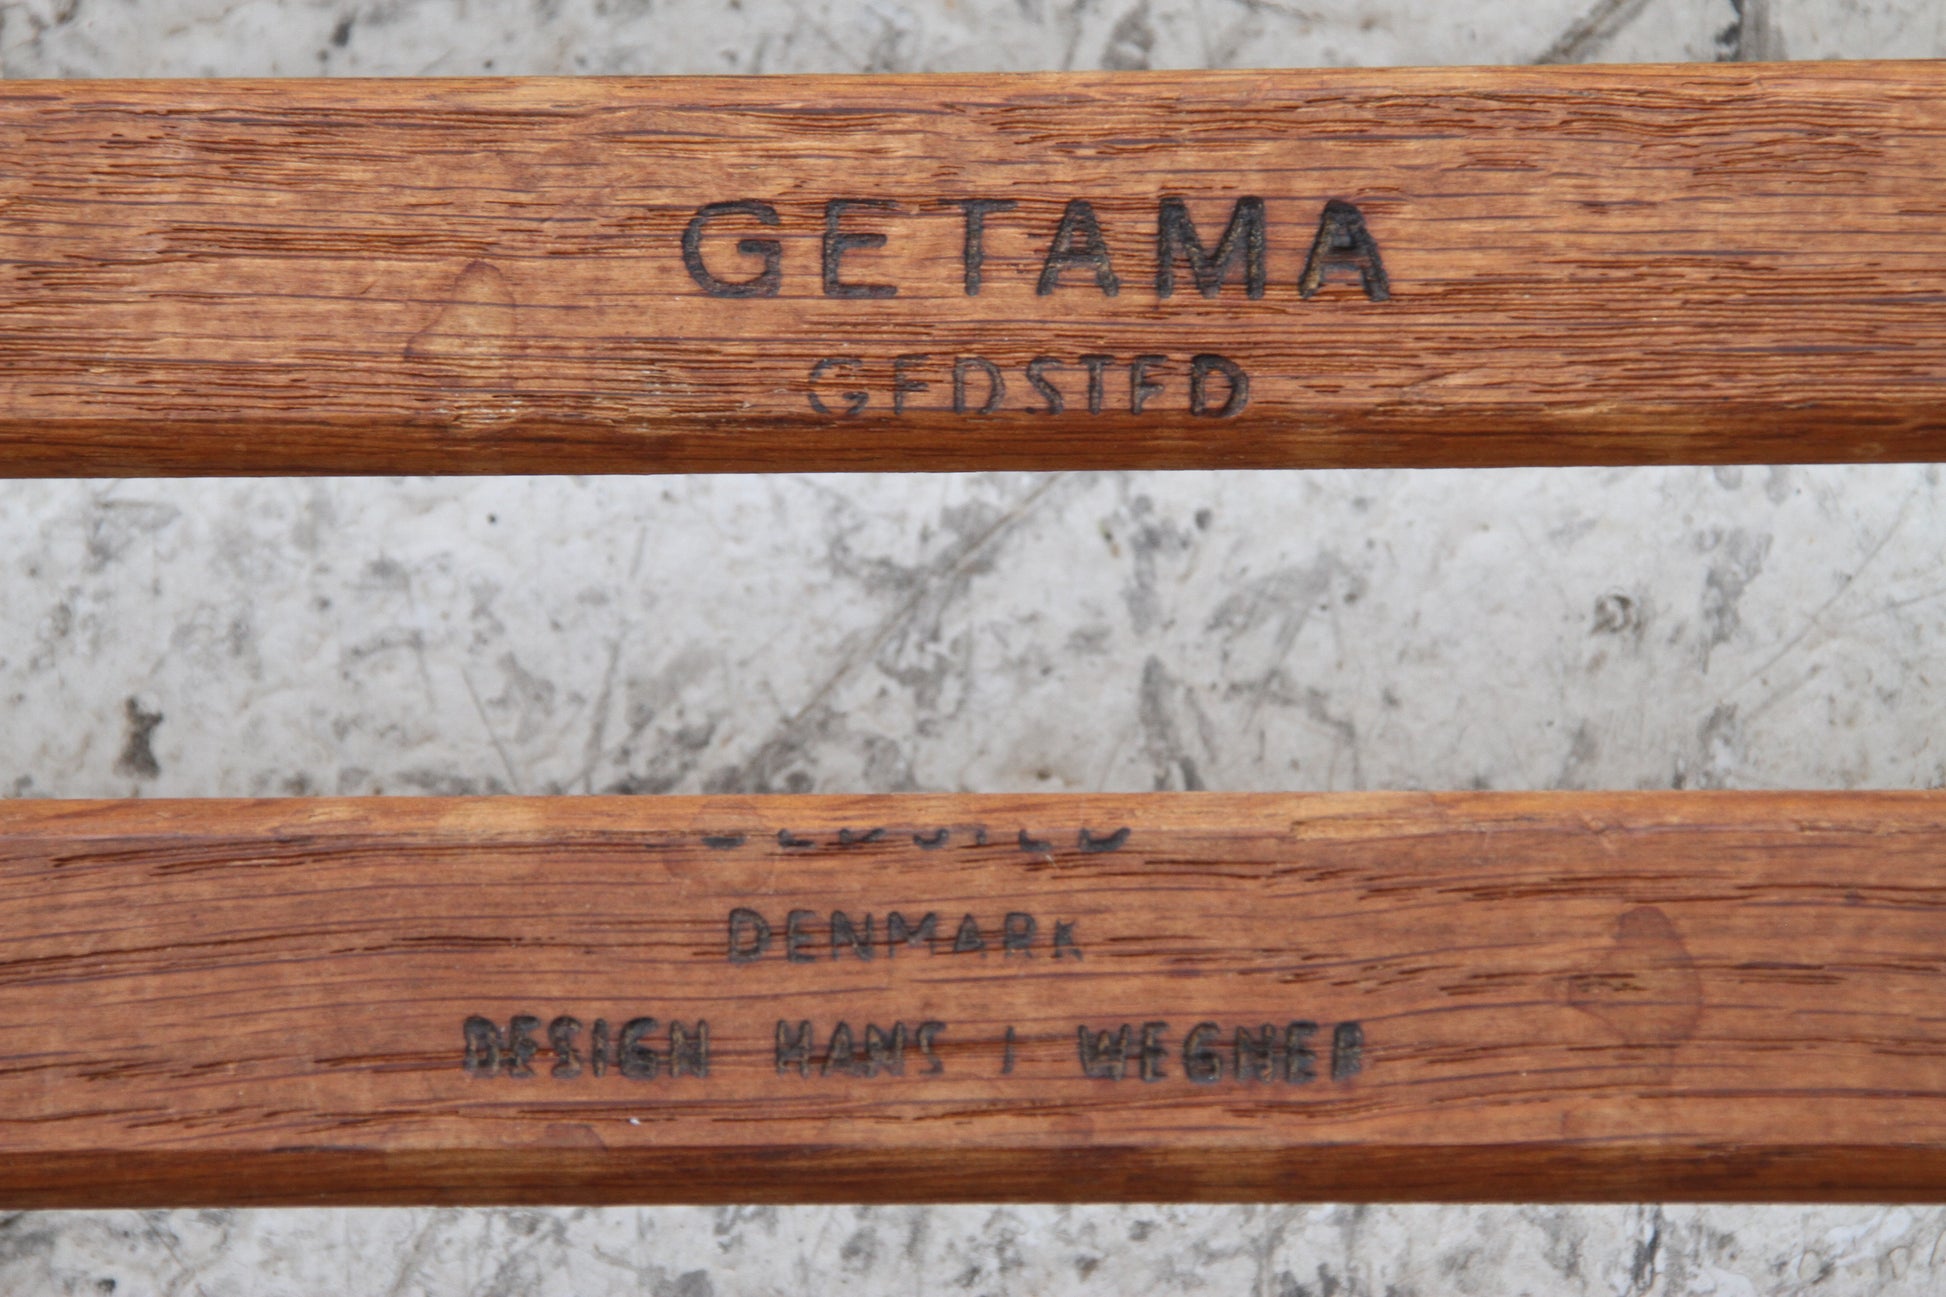 GETAMA
GEDSTED
DENMARK
DESIGN HANS J WEGNER